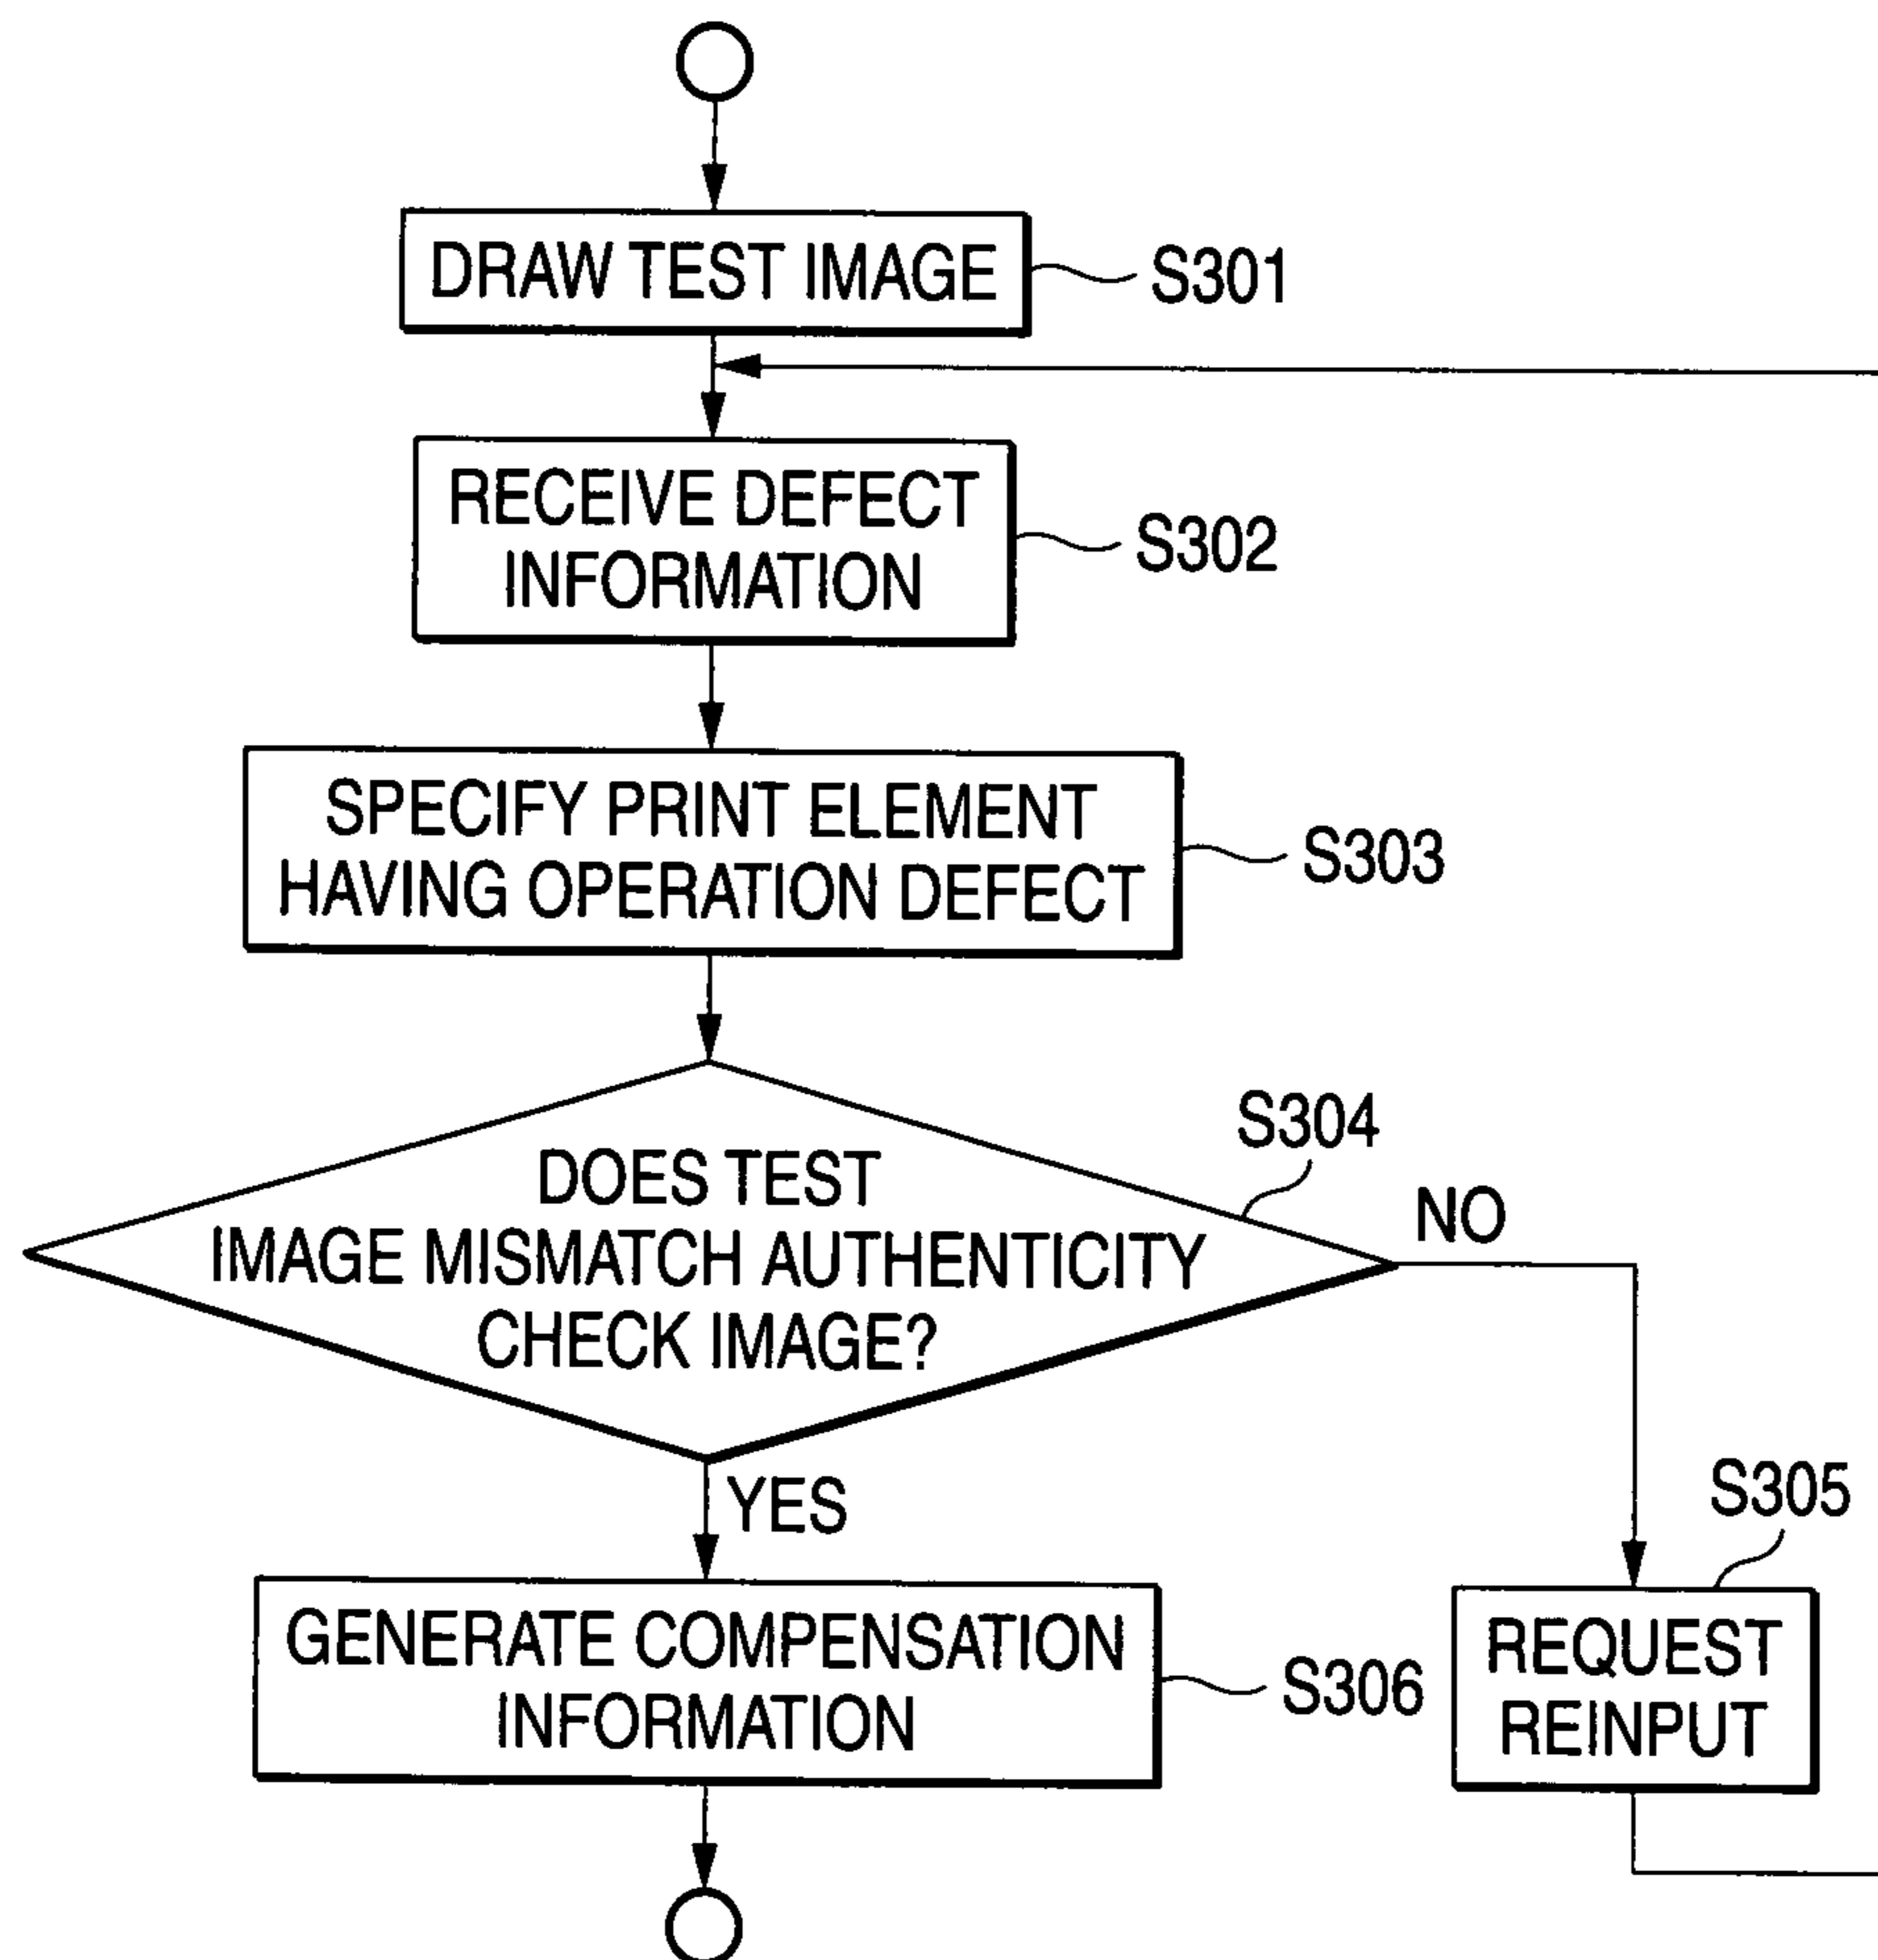 DRAW TEST IMAGE
S301
RECEIVE DEFECT
INFORMATION
S302
SPECIFY PRINT ELEMENT
HAVING OPERATION DEFECT
S303
S304
DOES TEST
IMAGE MISMATCH AUTHENTICITY
CHECK IMAGE?
NO
YES
S305
REQUEST
REINPUT
GENERATE COMPENSATION
INFORMATION
S306